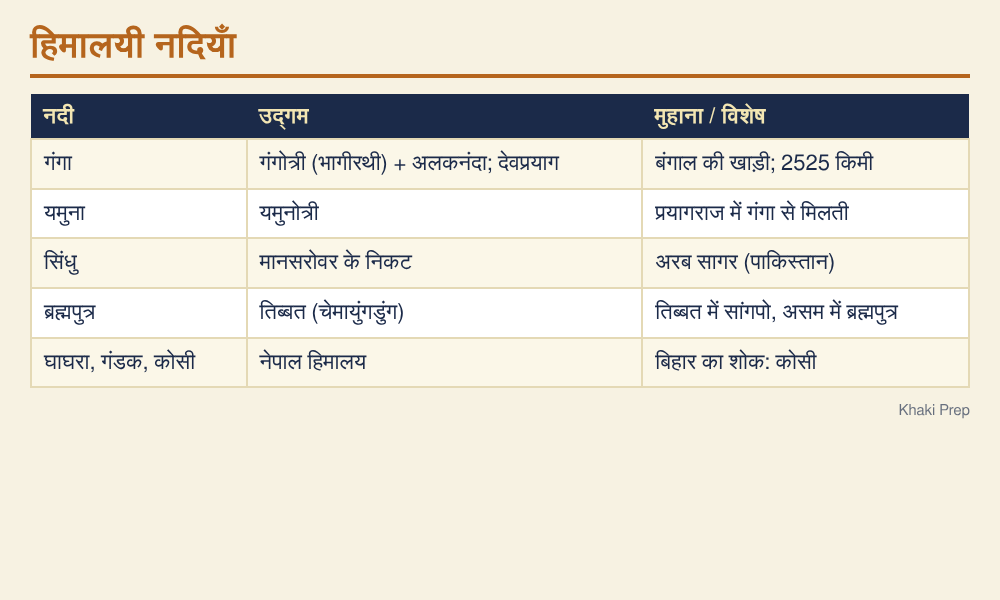 हिमालयी नदियाँ
नदी उद्गम मुहाना / विशेष
गंगा गंगोत्री (भागीरथी) + अलकनंदा; देवप्रयाग बंगाल की खाड़ी; 2525 किमी
यमुना यमुनोत्री प्रयागराज में गंगा से मिलती
सिंधु मानसरोवर के निकट अरब सागर (पाकिस्तान)
ब्रह्मपुत्र तिब्बत (चेमायुंगडुंग) तिब्बत में सांगपो, असम में ब्रह्मपुत्र
घाघरा, गंडक, कोसी नेपाल हिमालय बिहार का शोक: कोसी
Khaki Prep